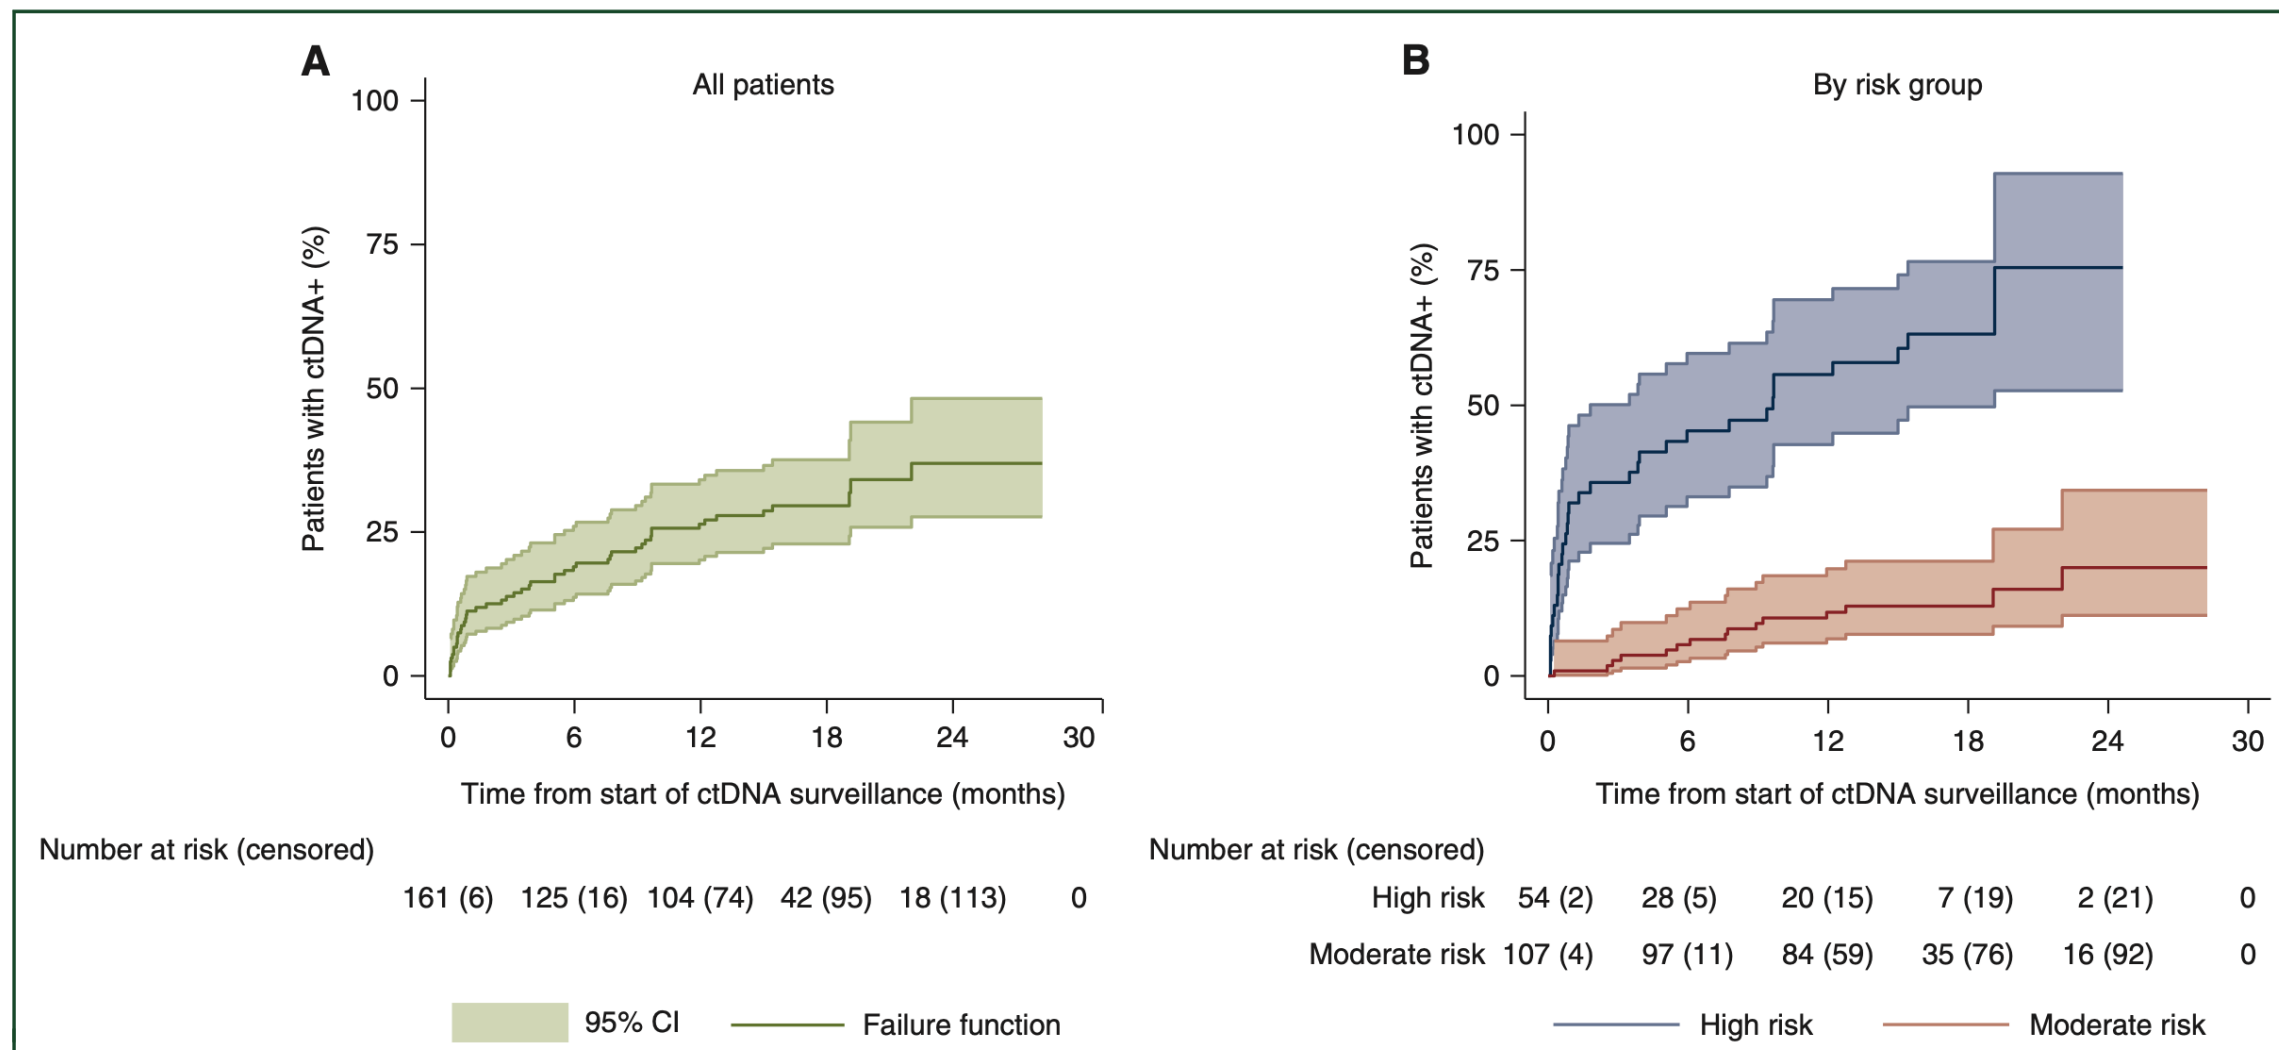 A
All patients
100
75
50
25
0
Patients with ctDNA+ (%)
0 6 12 18 24 30
Time from start of ctDNA surveillance (months)
Number at risk (censored)
161 (6) 125 (16) 104 (74) 42 (95) 18 (113) 0
95% CI
Failure function
B
By risk group
100
75
50
25
0
Patients with ctDNA+ (%)
0 6 12 18 24 30
Time from start of ctDNA surveillance (months)
Number at risk (censored)
High risk 54 (2) 28 (5) 20 (15) 7 (19) 2 (21) 0
Moderate risk 107 (4) 97 (11) 84 (59) 35 (76) 16 (92) 0
High risk
Moderate risk